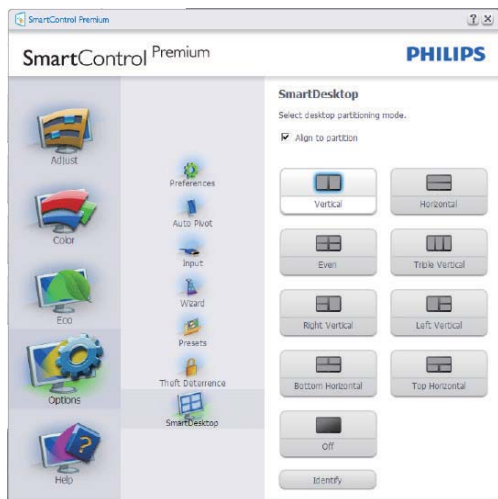 SmartControl Premium
SmartControl Premium
PHILIPS
Adjust
Color
Eco
Options
Help
Preferences
Auto Pivot
Input
Wizard
Presets
Theft Deterrence
SmartDesktop
SmartDesktop
Select desktop partitioning mode.
Align to partition
Vertical
Horizontal
Even
Triple Vertical
Right Vertical
Left Vertical
Bottom Horizontal
Top Horizontal
Off
Identify